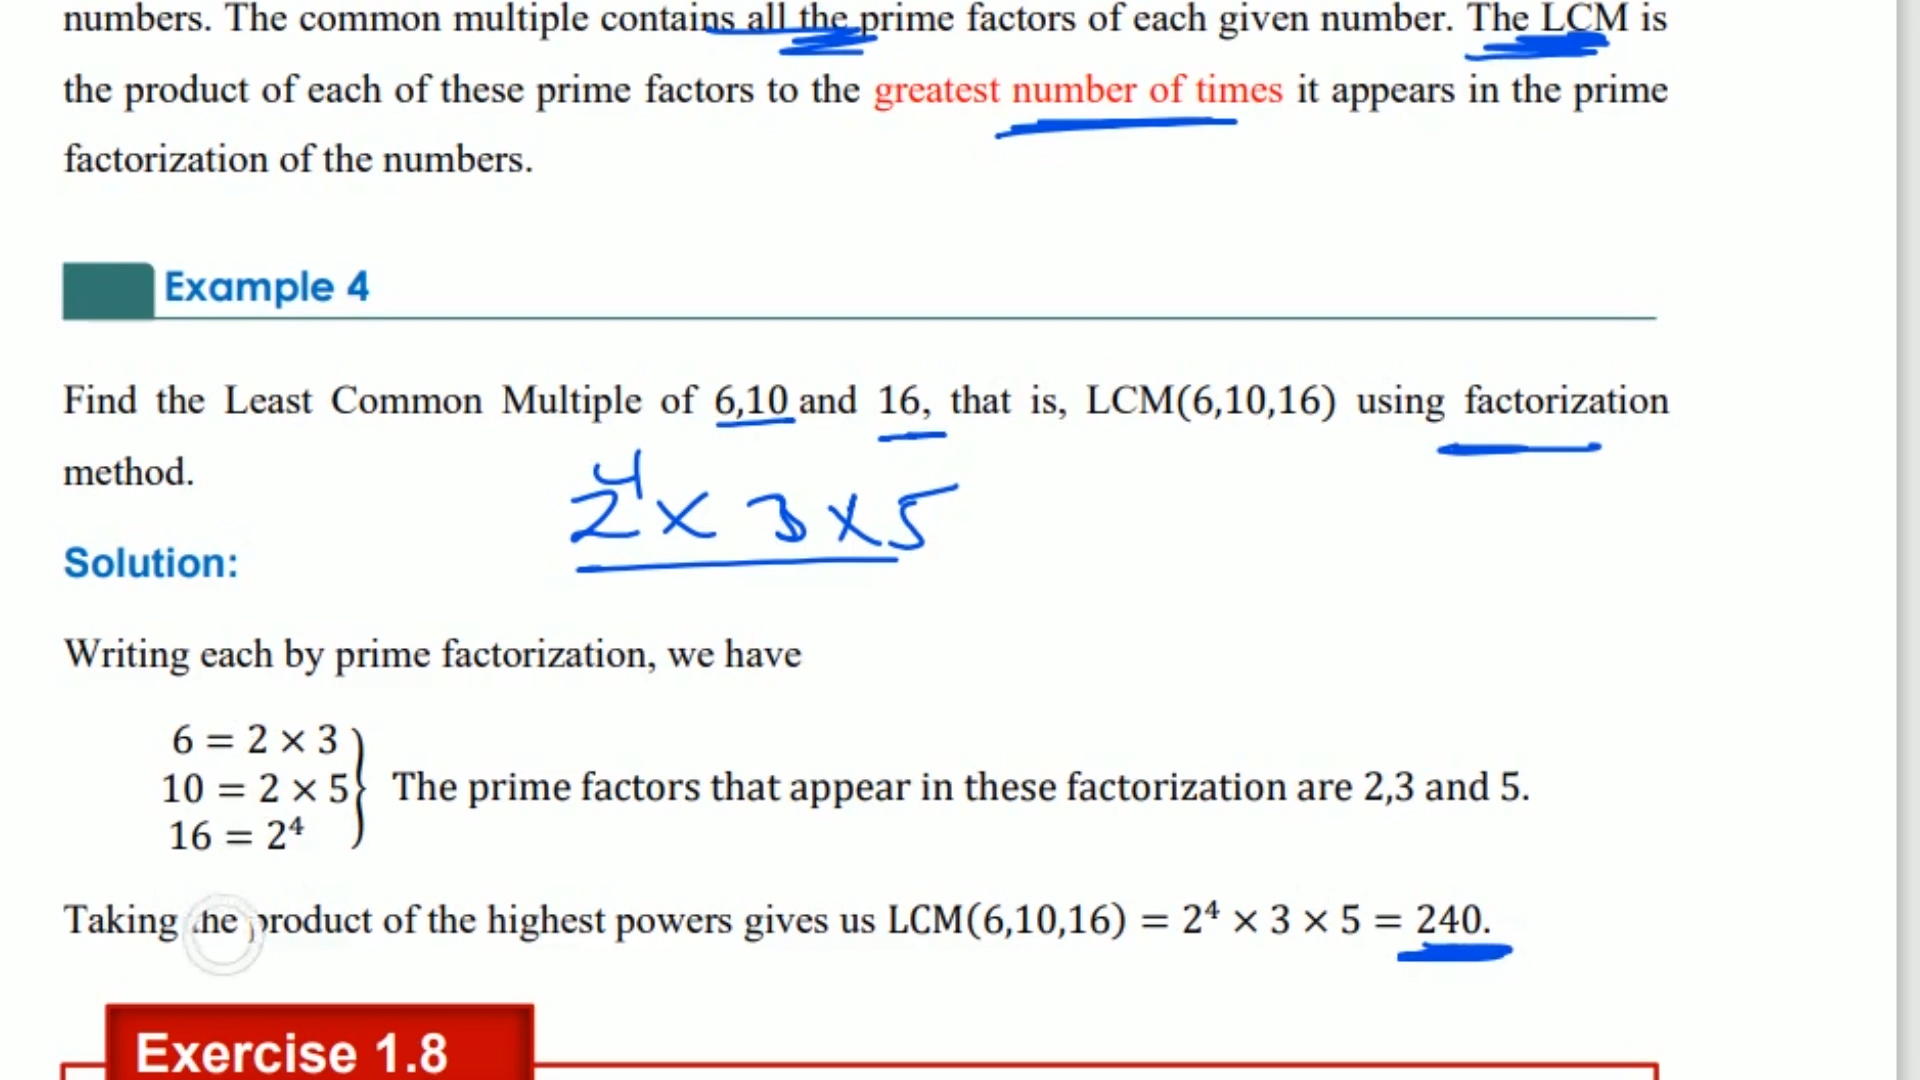 numbers. The common multiple contains all the prime factors of each given number. The LCM is
the product of each of these prime factors to the greatest number of times it appears in the prime
factorization of the numbers.
Example 4
Find the Least Common Multiple of 6,10 and 16, that is, LCM(6,10,16) using factorization
method.
2⁴ × 3 × 5
Solution:
Writing each by prime factorization, we have
6 = 2 × 3
10 = 2 × 5
16 = 2⁴
The prime factors that appear in these factorization are 2,3 and 5.
Taking the product of the highest powers gives us LCM(6,10,16) = 2⁴ × 3 × 5 = 240.
Exercise 1.8